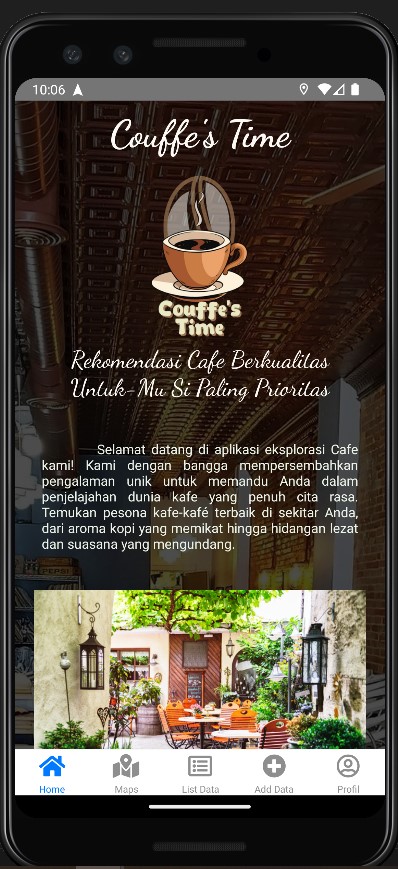 10:06
Couffe's Time
Couffe's
Time
Rekomendasi Cafe Berkualitas
Untuk-Mu Si Paling Prioritas
Selamat datang di aplikasi eksplorasi Cafe
kami! Kami dengan bangga mempersembahkan
pengalaman unik untuk memandu Anda dalam
penjelajahan dunia kafe yang penuh cita rasa.
Temukan pesona kafe-kafé terbaik di sekitar Anda,
dari aroma kopi yang memikat hingga hidangan lezat
dan suasana yang mengundang.
PEPSI
Home Maps List Data Add Data Profil